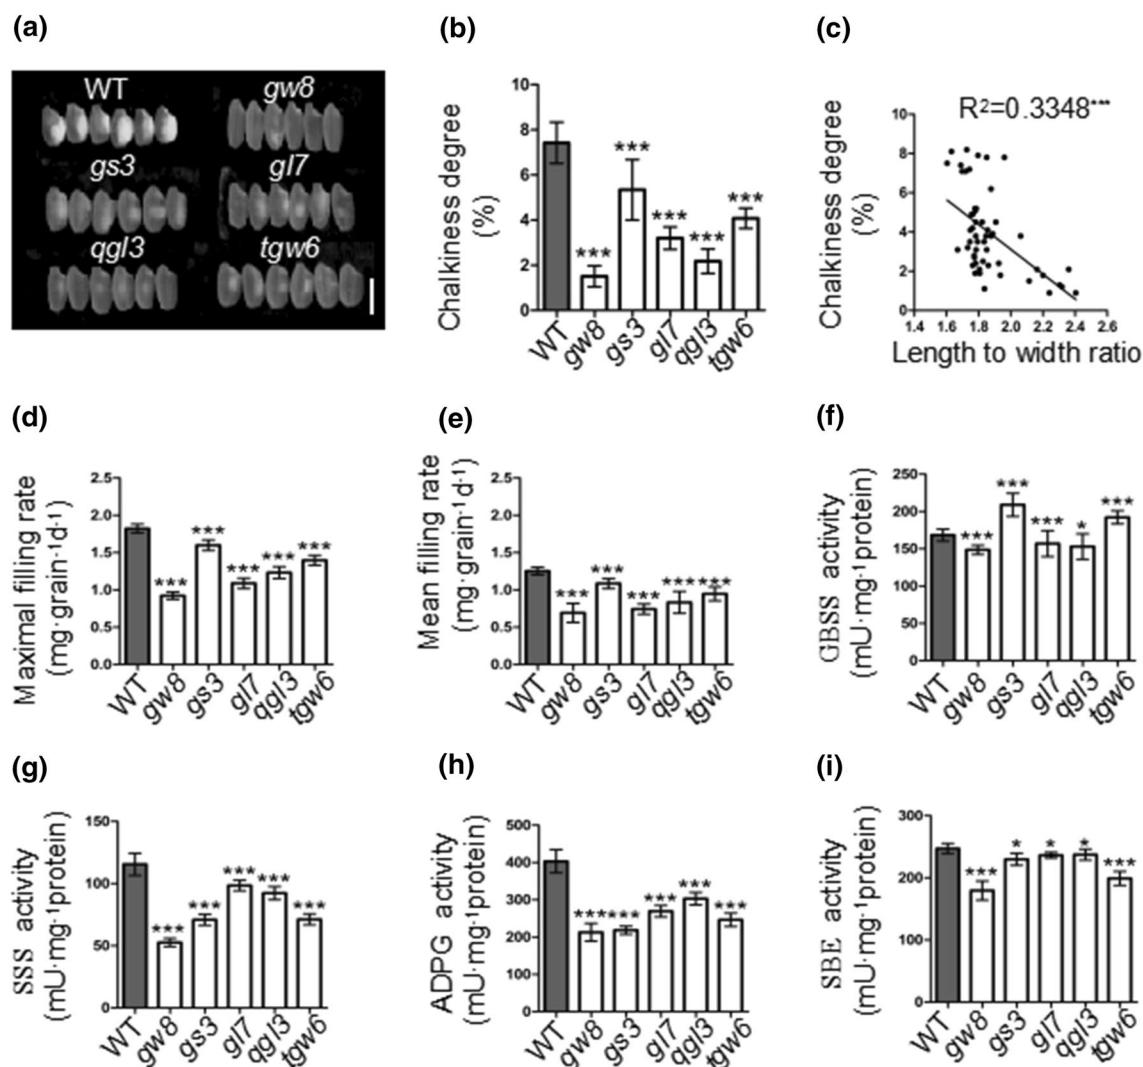 (a)
WT
gw8
gs3
gl7
qgl3
tgw6
(b)
Chalkiness degree
(%)
10
8
6
4
2
0
***
***
***
***
***
WT
gw8
gs3
gl7
qgl3
tgw6
(c)
R²=0.3348***
Chalkiness degree
(%)
10
8
6
4
2
0
1.4 1.6 1.8 2.0 2.2 2.4 2.6
Length to width ratio
(d)
Maximal filling rate
(mg·grain⁻¹d⁻¹)
2.5
2.0
1.5
1.0
0.5
0.0
***
***
***
***
***
WT
gw8
gs3
gl7
qgl3
tgw6
(e)
Mean filling rate
(mg·grain⁻¹d⁻¹)
2.5
2.0
1.5
1.0
0.5
0.0
***
***
***
***
***
WT
gw8
gs3
gl7
qgl3
tgw6
(f)
GBSS activity
(mU·mg⁻¹protein)
250
200
150
100
50
0
***
***
***
*
***
WT
gw8
gs3
gl7
qgl3
tgw6
(g)
SSS activity
(mU·mg⁻¹protein)
150
100
50
0
***
***
***
***
***
WT
gw8
gs3
gl7
qgl3
tgw6
(h)
ADPG activity
(mU·mg⁻¹protein)
500
400
300
200
100
0
***
***
***
***
***
WT
gw8
gs3
gl7
qgl3
tgw6
(i)
SBE activity
(mU·mg⁻¹protein)
300
200
100
0
***
*
*
*
***
WT
gw8
gs3
gl7
qgl3
tgw6